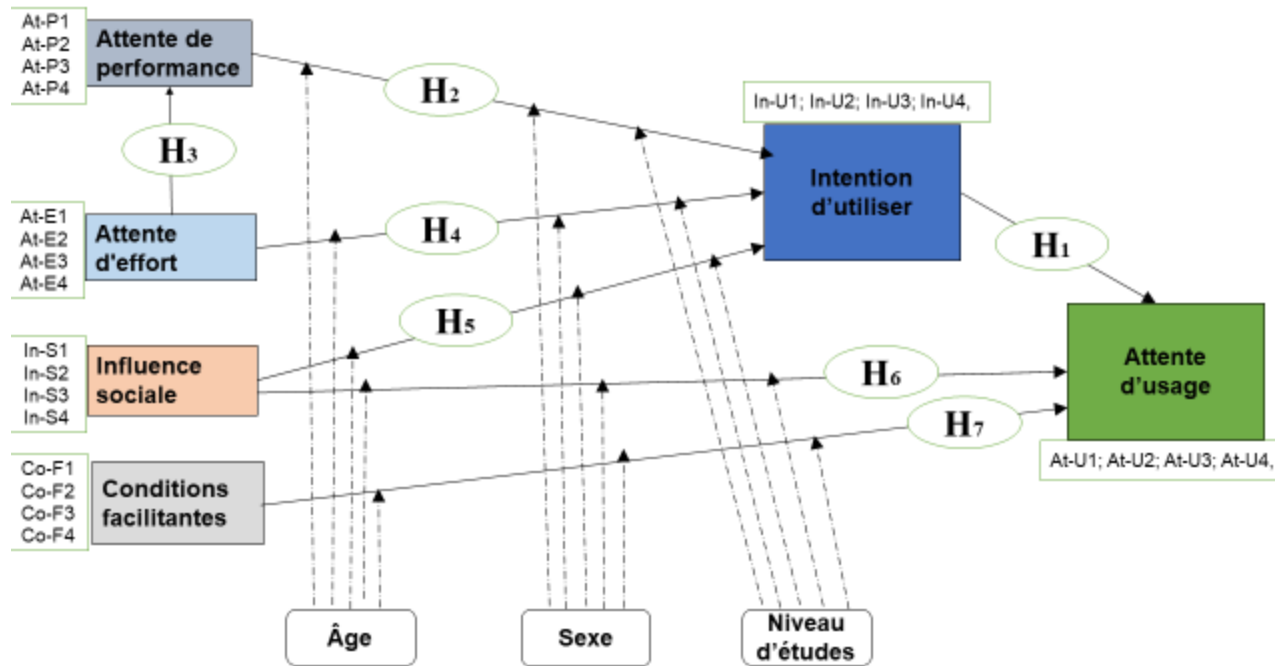 At-P1
At-P2
At-P3
At-P4
Attente de
performance
H2
In-U1; In-U2; In-U3; In-U4,
H3
Intention
d'utiliser
At-E1
At-E2
At-E3
At-E4
Attente
d'effort
H4
H1
H5
In-S1
In-S2
In-S3
In-S4
Influence
sociale
H6
Attente
d'usage
H7
At-U1; At-U2; At-U3; At-U4,
Co-F1
Co-F2
Co-F3
Co-F4
Conditions
facilitantes
Âge
Sexe
Niveau
d'études